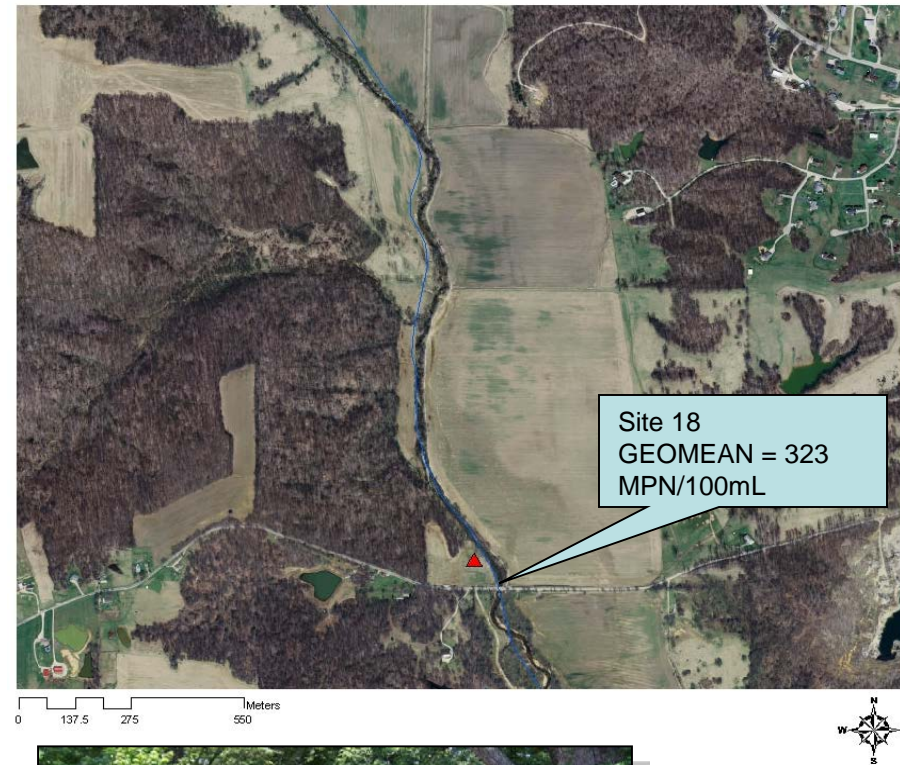 Site 18
GEOMEAN = 323
MPN/100mL
Meters
0 137.5 275 550
N
W E
S